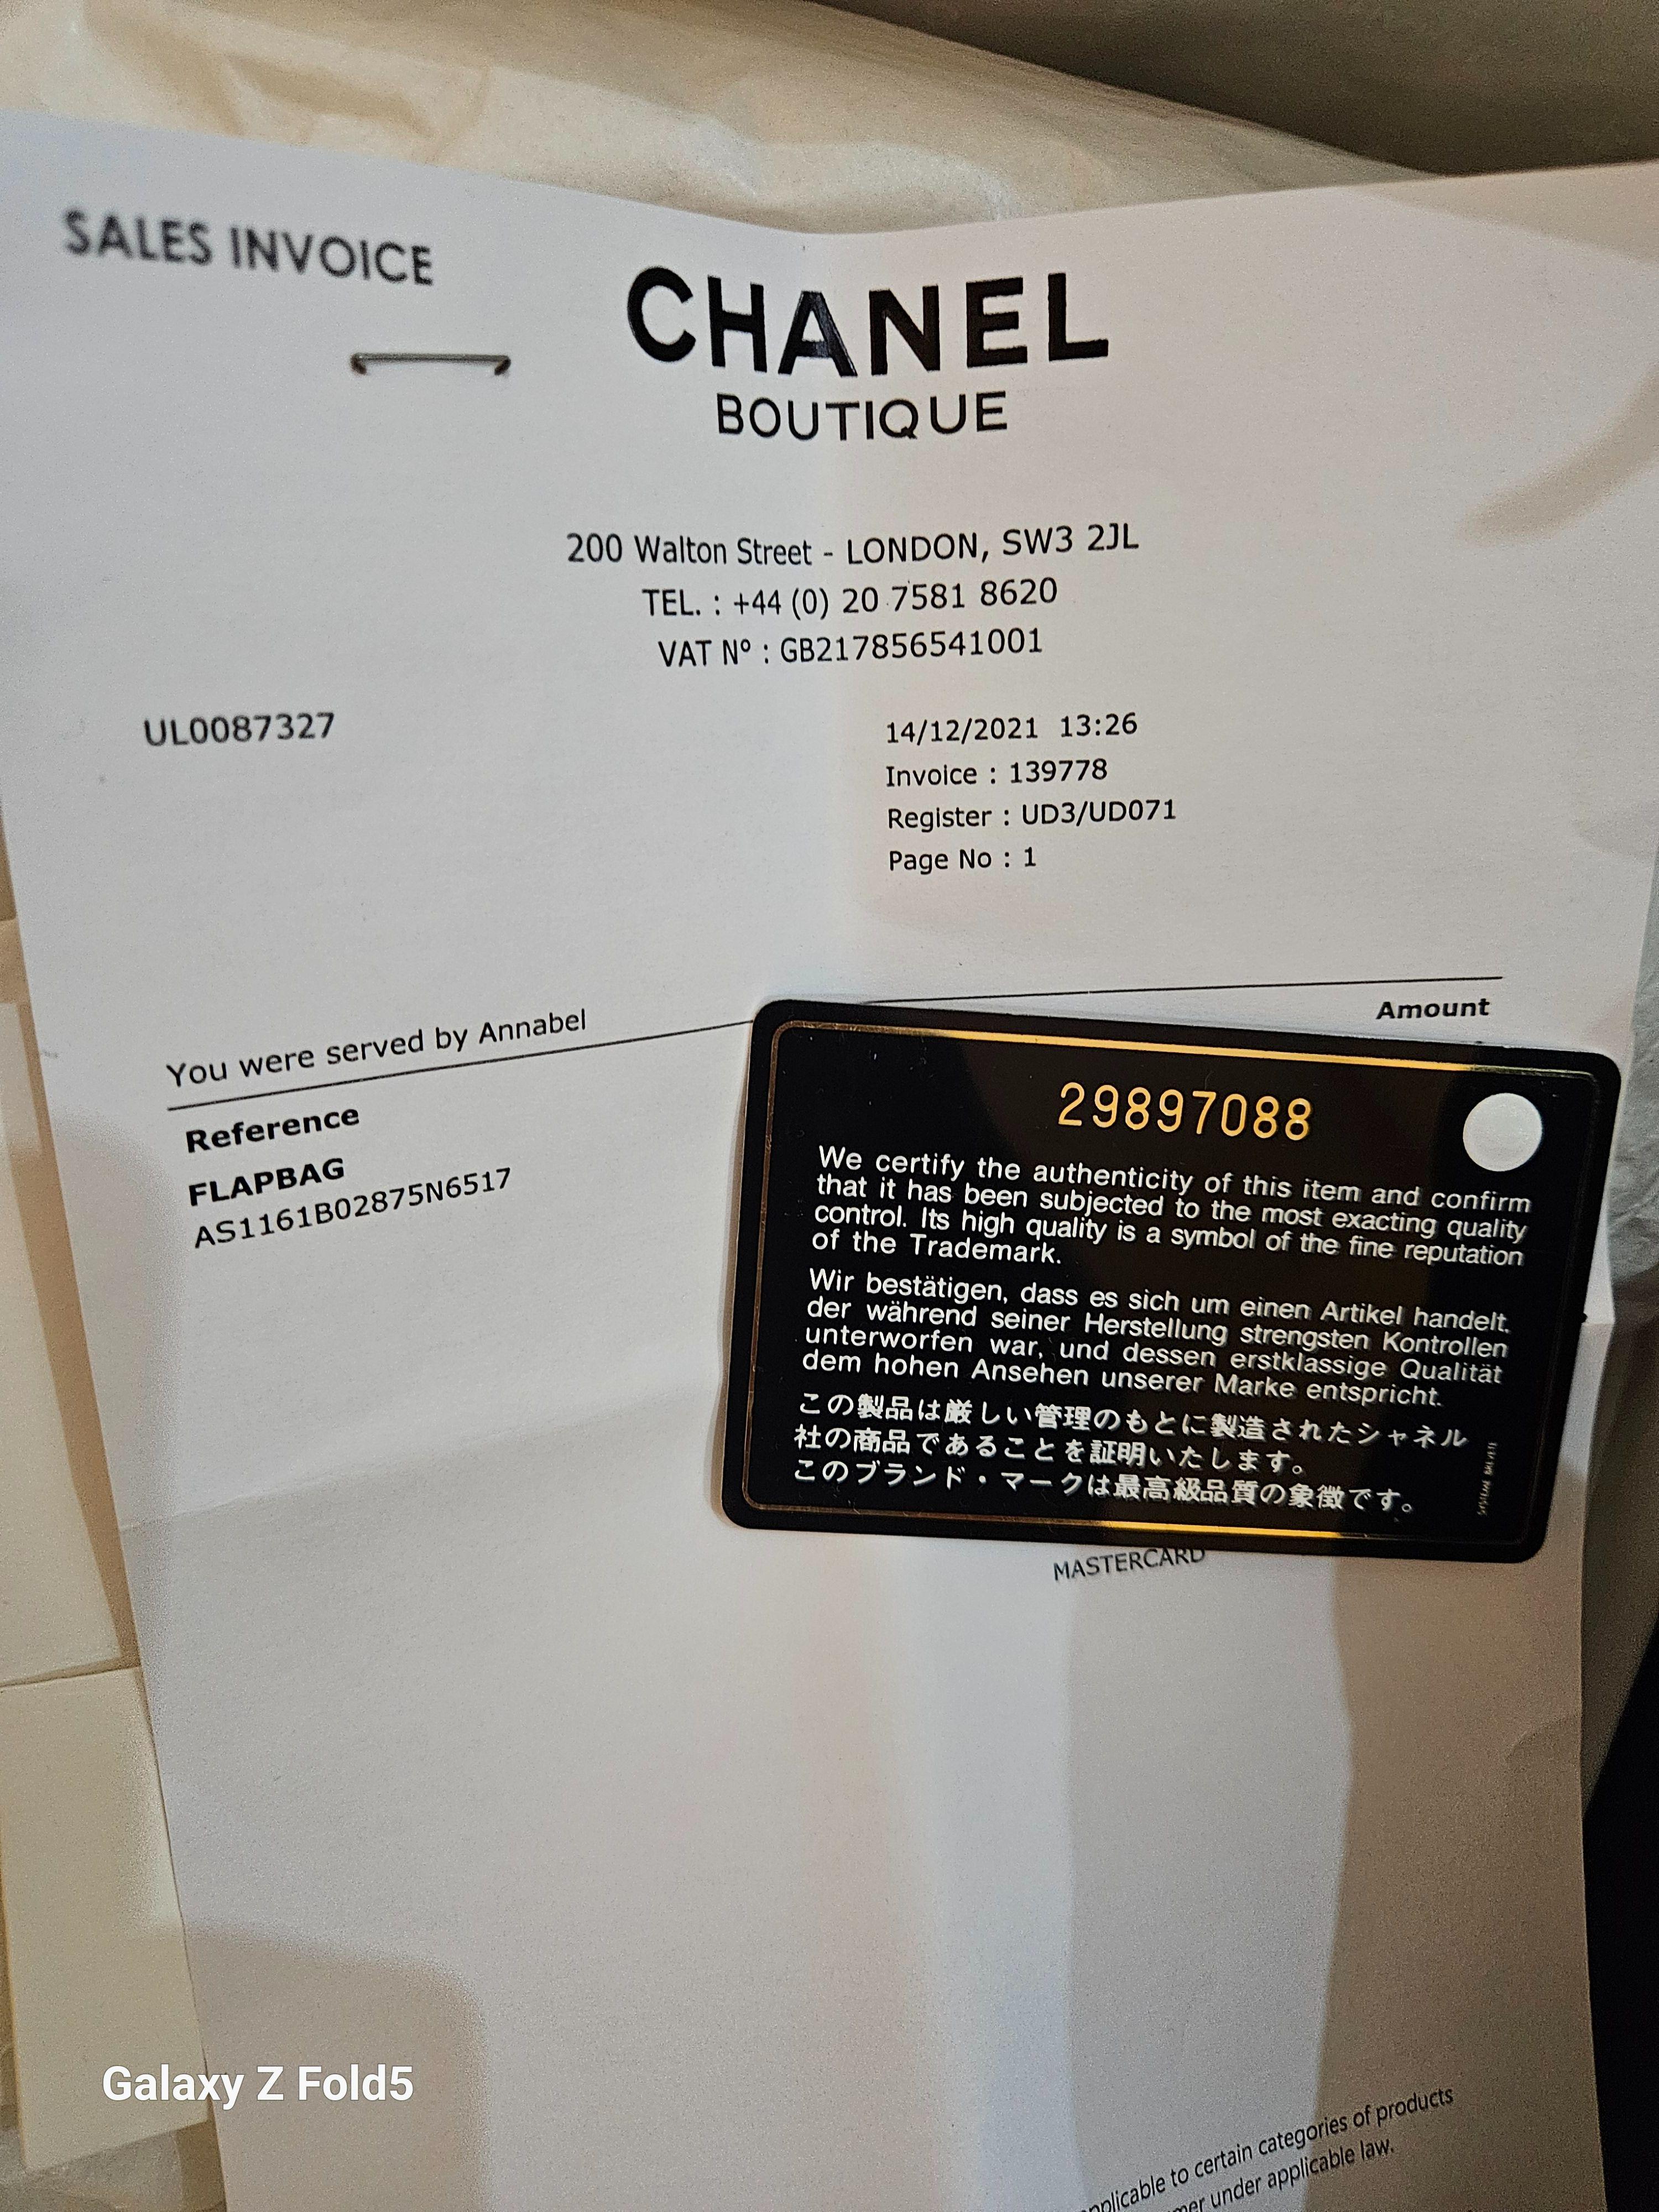 SALES INVOICE
CHANEL
BOUTIQUE
200 Walton Street - LONDON, SW3 2JL
TEL. : +44 (0) 20 7581 8620
VAT Nº : GB217856541001
UL0087327
14/12/2021 13:26
Invoice : 139778
Register : UD3/UD071
Page No : 1
You were served by Annabel
Reference
Amount
FLAPBAG
AS1161B02875N6517
29897088
We certify the authenticity of this item and confirm
that it has been subjected to the most exacting quality
control. Its high quality is a symbol of the fine reputation
of the Trademark.
Wir bestätigen, dass es sich um einen Artikel handelt,
der während seiner Herstellung strengsten Kontrollen
unterworfen war, und dessen erstklassige Qualität
dem hohen Ansehen unserer Marke entspricht.
この製品は厳しい管理のもとに製造されたシャネル
社の商品であることを証明いたします。
このブランド・マークは最高級品質の象徴です。
MASTERCARD
applicable to certain categories of products
under applicable law.
Galaxy Z Fold5